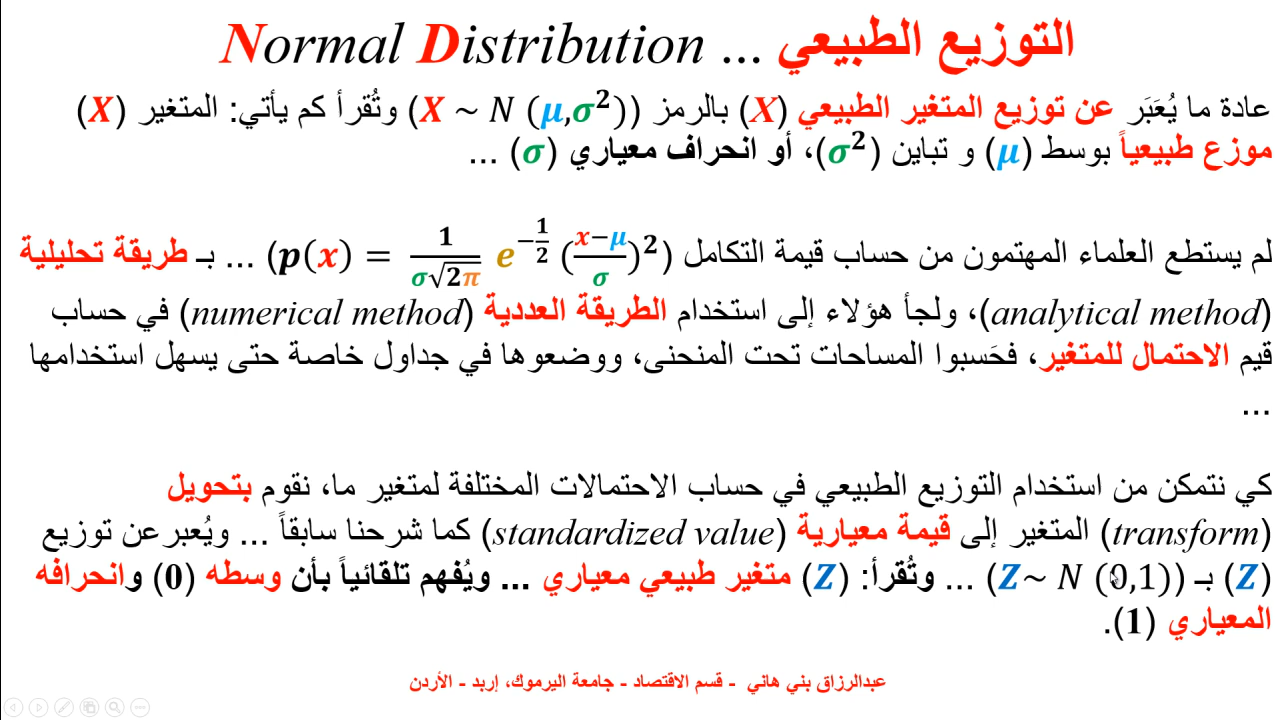 التوزيع الطبيعي ... Normal Distribution
عادة ما يُعَبَر عن توزيع المتغير الطبيعي (X) بالرمز (X ~ N (μ,σ²)) وتُقرأ كم يأتي: المتغير (X)
موزع طبيعياً بوسط (μ) و تباين (σ²)، أو انحراف معياري (σ) ...
لم يستطع العلماء المهتمون من حساب قيمة التكامل (p(x) = 1/(σ√2π) e^(−1/2 ((x−μ)/σ)²)) ... بـ طريقة تحليلية
(analytical method)، ولجأ هؤلاء إلى استخدام الطريقة العددية (numerical method) في حساب
قيم الاحتمال للمتغير، فحَسبوا المساحات تحت المنحنى، ووضعوها في جداول خاصة حتى يسهل استخدامها
...
كي نتمكن من استخدام التوزيع الطبيعي في حساب الاحتمالات المختلفة لمتغير ما، نقوم بتحويل
(transform) المتغير إلى قيمة معيارية (standardized value) كما شرحنا سابقاً ... ويُعبرعن توزيع
(Z) بـ (Z~ N (0,1)) ... وتُقرأ: (Z) متغير طبيعي معياري ... ويُفهم تلقائياً بأن وسطه (0) وانحرافه
المعياري (1).
عبدالرزاق بني هاني - قسم الاقتصاد - جامعة اليرموك، إربد - الأردن